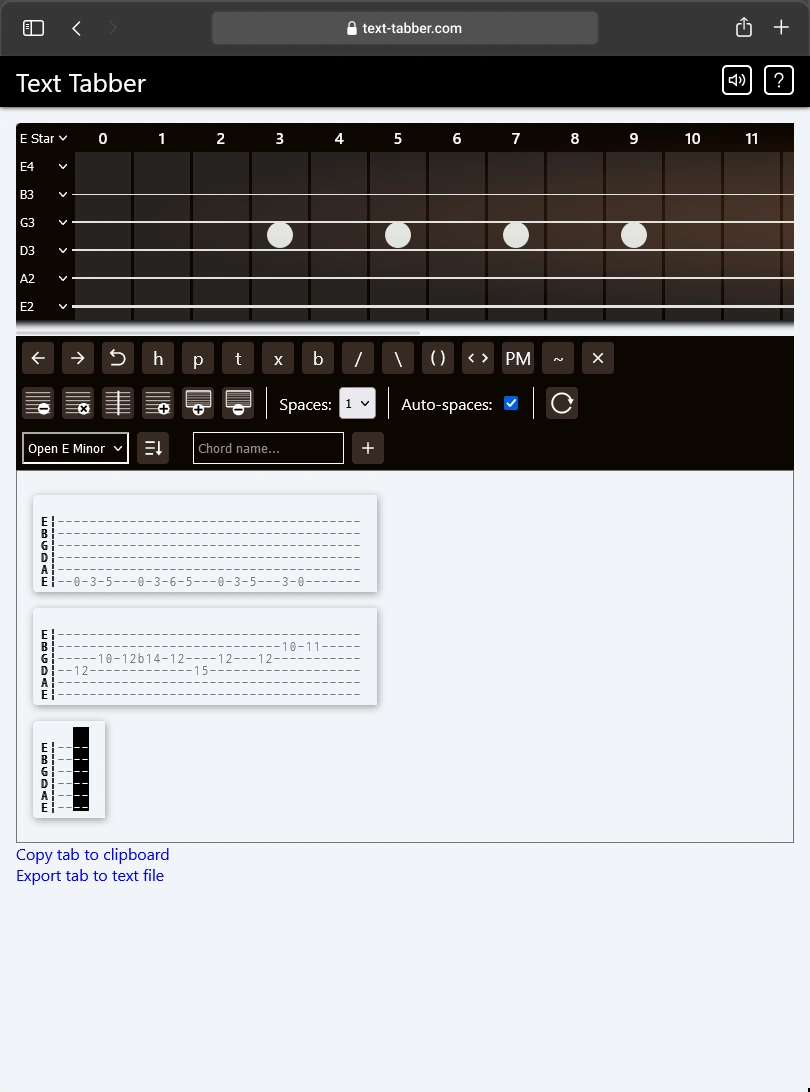 text-tabber.com
Text Tabber ?
E Star 0 1 2 3 4 5 6 7 8 9 10 11
E4
B3
G3
D3
A2
E2
h p t x b / \ () <> PM ~ ×
Spaces: 1 Auto-spaces:
Open E Minor Chord name... +
E|--------------------------------------
B|--------------------------------------
G|--------------------------------------
D|--------------------------------------
A|--------------------------------------
E|--0-3-5---0-3-6-5---0-3-5---3-0-------
E|--------------------------------------
B|----------------------------10-11-----
G|-----10-12b14-12----12---12-----------
D|--12-------------15-------------------
A|--------------------------------------
E|--------------------------------------
E|----
B|----
G|----
D|----
A|----
E|----
Copy tab to clipboard
Export tab to text file